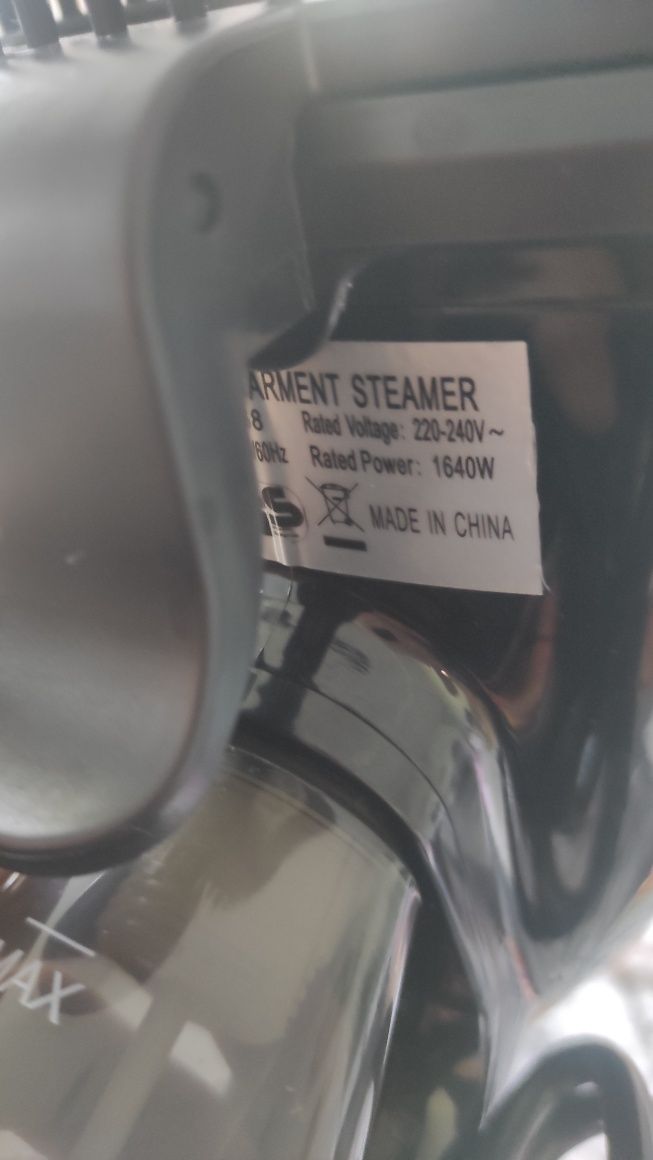 ARMENT STEAMER
8 Rated Voltage: 220-240V~
/60Hz Rated Power: 1640W
MADE IN CHINA
MAX